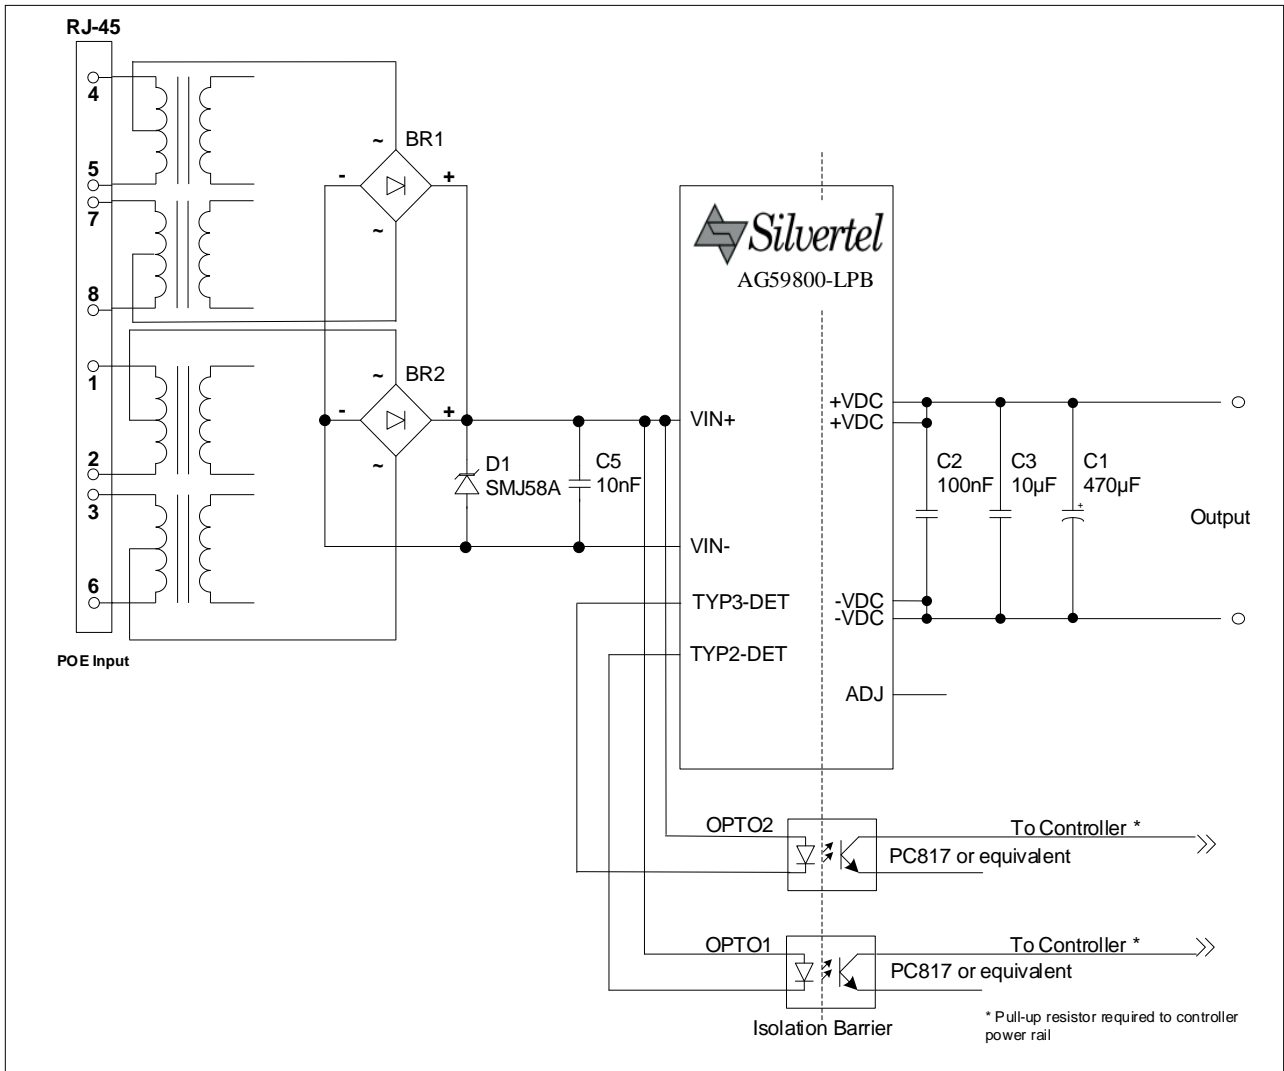 RJ-45
4
5
7
8
1
2
3
6
POE Input
~
BR1
-
+
~
~
BR2
-
+
~
D1
SMJ58A
C5
10nF
Silvertel
AG59800-LPB
VIN+
VIN-
TYP3-DET
TYP2-DET
+VDC
+VDC
-VDC
-VDC
ADJ
C2
100nF
C3
10µF
C1
470µF
+
Output
OPTO2
To Controller *
PC817 or equivalent
OPTO1
To Controller *
PC817 or equivalent
Isolation Barrier
* Pull-up resistor required to controller
power rail